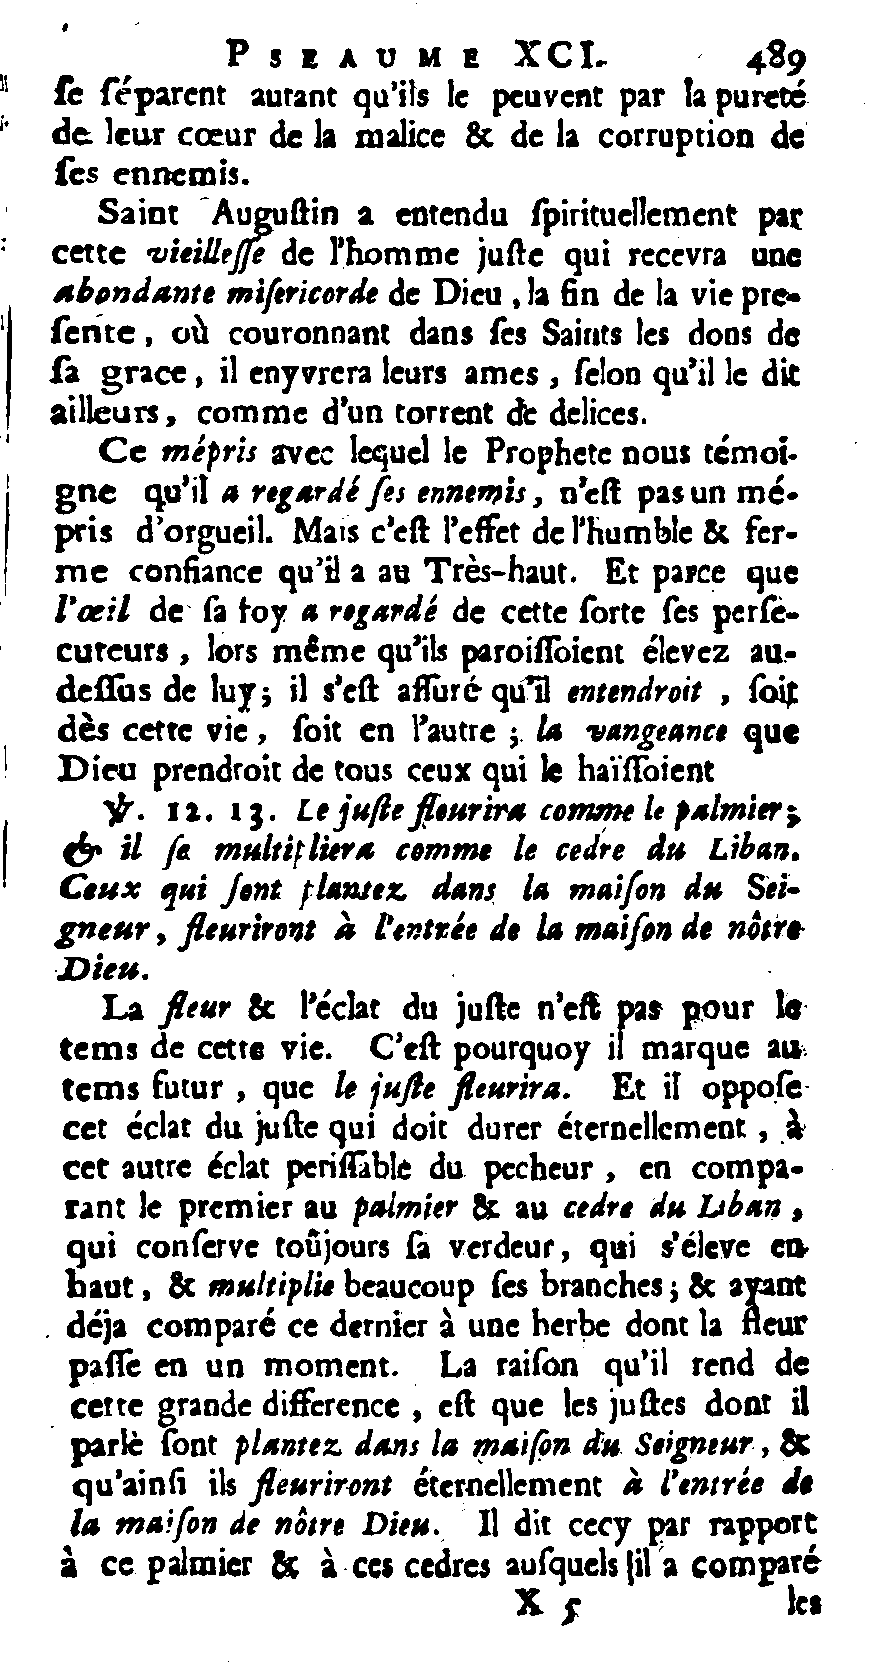 PSEAUME XCI. 489
ſe ſéparent autant qu'ils le peuvent par la pureté
de leur cœur de la malice & de la corruption de
ſes ennemis.
Saint Auguſtin a entendu ſpirituellement par
cette vieilleſſe de l'homme juſte qui recevra une
abondante miſericorde de Dieu, la fin de la vie pre-
ſente, où couronnant dans ſes Saints les dons de
ſa grace, il enyvrera leurs ames, ſelon qu'il le dit
ailleurs, comme d'un torrent de delices.
Ce mépris avec lequel le Prophete nous témoi-
gne qu'il a regardé ſes ennemis, n'eſt pas un mé-
pris d'orgueil. Mais c'eſt l'effet de l'humble & fer-
me confiance qu'il a au Très-haut. Et parce que
l'œil de ſa foy a regardé de cette ſorte ſes perſé-
cuteurs, lors même qu'ils paroiſſoient élevez au-
deſſus de luy; il s'eſt aſſuré qu'il entendroit, ſoit
dès cette vie, ſoit en l'autre; la vangeance que
Dieu prendroit de tous ceux qui le haïſſoient
℣. 12. 13. Le juſte fleurira comme le palmier;
& il ſe multipliera comme le cedre du Liban.
Ceux qui ſont plantez dans la maiſon du Sei-
gneur, fleuriront à l'entrée de la maiſon de nôtre
Dieu.
La fleur & l'éclat du juſte n'eſt pas pour le
tems de cette vie. C'eſt pourquoy il marque au
tems futur, que le juſte fleurira. Et il oppoſe
cet éclat du juſte qui doit durer éternellement, à
cet autre éclat periſſable du pecheur, en compa-
rant le premier au palmier & au cedre du Liban,
qui conſerve toûjours ſa verdeur, qui s'éleve en
haut, & multiplie beaucoup ſes branches; & ayant
déja comparé ce dernier à une herbe dont la fleur
paſſe en un moment. La raiſon qu'il rend de
cette grande difference, eſt que les juſtes dont il
parle ſont plantez dans la maiſon du Seigneur, &
qu'ainſi ils fleuriront éternellement à l'entrée de
la maiſon de nôtre Dieu. Il dit cecy par rapport
à ce palmier & à ces cedres auſquels il a comparé
X 5 les